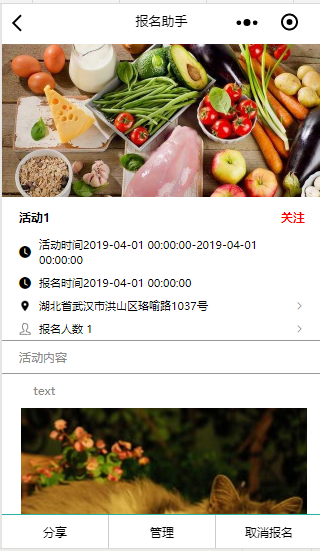 报名助手
活动1
关注
活动时间2019-04-01 00:00:00-2019-04-01
00:00:00
报名时间2019-04-01 00:00:00
湖北省武汉市洪山区珞喻路1037号
报名人数 1
活动内容
text
分享
管理
取消报名